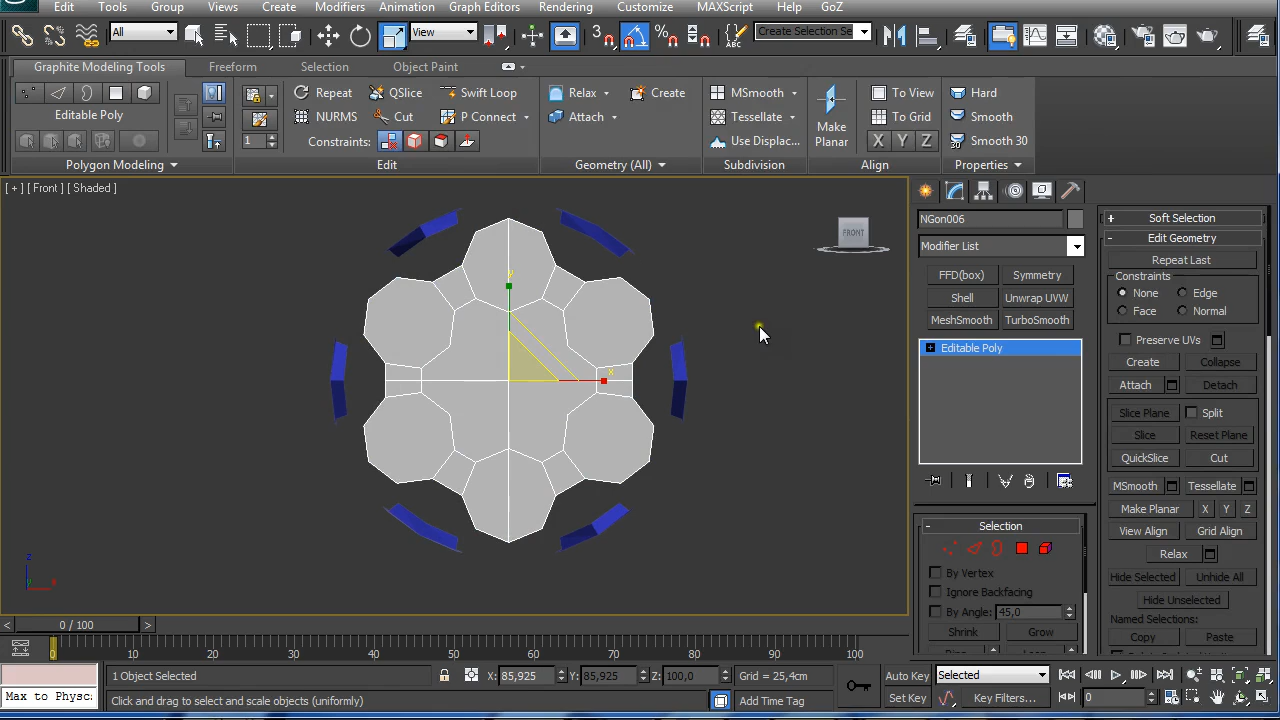 Edit Tools Group Views Create Modifiers Animation Graph Editors Rendering Customize MAXScript Help GoZ
All View 3 Create Selection Se
Graphite Modeling Tools Freeform Selection Object Paint
Repeat QSlice Swift Loop Relax Create MSmooth To View Hard
Editable Poly NURMS Cut P Connect Attach Tessellate Make Planar To Grid Smooth
1 Constraints: Use Displac... X Y Z Smooth 30
Polygon Modeling Edit Geometry (All) Subdivision Align Properties
[ + ] [ Front ] [ Shaded ]
FRONT
y
x
z
x
NGon006
Modifier List
FFD(box) Symmetry
Shell Unwrap UVW
MeshSmooth TurboSmooth
Editable Poly
Selection
By Vertex
Ignore Backfacing
By Angle: 45,0
Shrink Grow
Soft Selection
Edit Geometry
Repeat Last
Constraints
None Edge
Face Normal
Preserve UVs
Create Collapse
Attach Detach
Slice Plane Split
Slice Reset Plane
QuickSlice Cut
MSmooth Tessellate
Make Planar X Y Z
View Align Grid Align
Relax
Hide Selected Unhide All
Hide Unselected
Named Selections:
Copy Paste
0 / 100
0 10 20 30 40 50 60 70 80 90 100
1 Object Selected X: 85,925 Y: 85,925 Z: 100,0 Grid = 25,4cm Auto Key Selected
Max to Physc: Click and drag to select and scale objects (uniformly) Add Time Tag Set Key Key Filters... 0